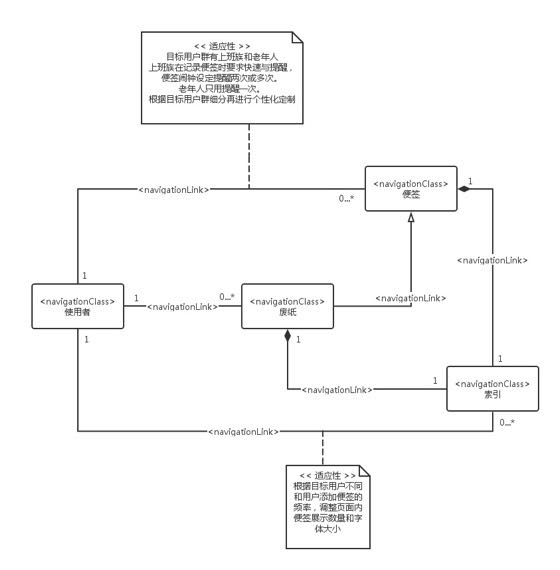 << 适应性 >>
目标用户群有上班族和老年人
上班族在记录便签时要求快速与提醒，
便签闹钟设定提醒两次或多次。
老年人只用提醒一次。
根据目标用户群细分再进行个性化定制
<navigationClass>
便签
1
<navigationLink>
0...*
<navigationLink>
1
<navigationClass>
使用者
1
<navigationLink>
0...*
<navigationClass>
废纸
<navigationLink>
1
1
1
<navigationLink>
1
<navigationClass>
索引
0...*
<navigationLink>
<< 适应性 >>
根据目标用户不同
和用户添加便签的
频率，调整页面内
便签展示数量和字
体大小